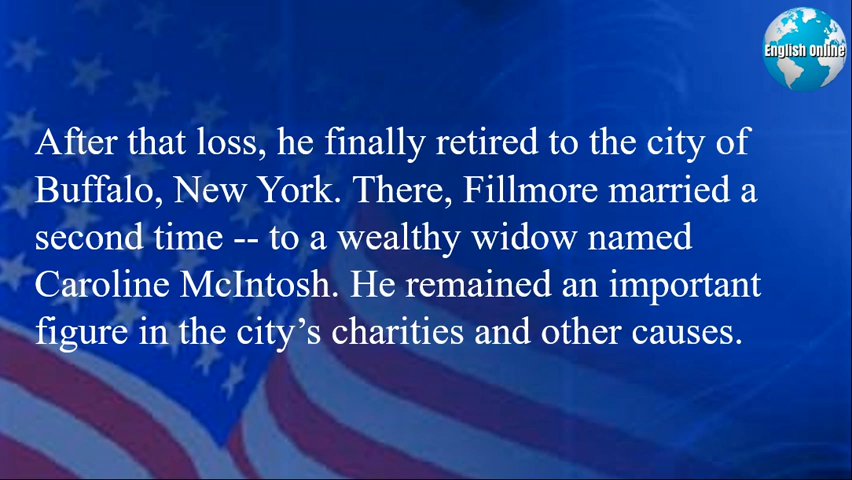 English Online
After that loss, he finally retired to the city of
Buffalo, New York. There, Fillmore married a
second time -- to a wealthy widow named
Caroline McIntosh. He remained an important
figure in the city’s charities and other causes.